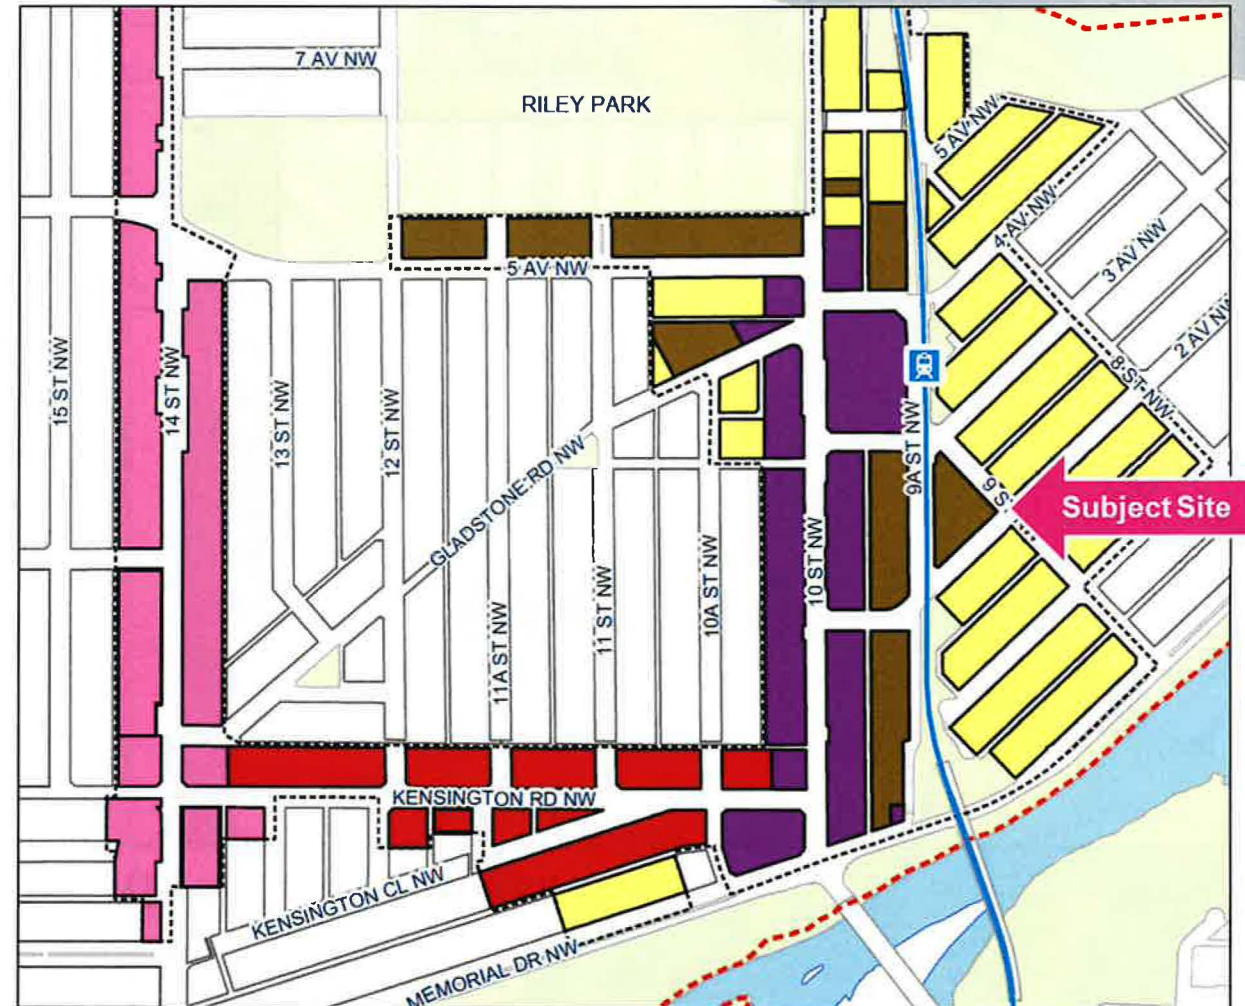 7 AV NW
RILEY PARK
5 AV NW
4 AV NW
3 AV NW
2 AV NW
5 AV NW
8 ST NW
15 ST NW
14 ST NW
13 ST NW
12 ST NW
GLADSTONE RD NW
11A ST NW
11 ST NW
10A ST NW
10 ST NW
9A ST NW
9 S
Subject Site
KENSINGTON RD NW
KENSINGTON CL NW
MEMORIAL DR NW